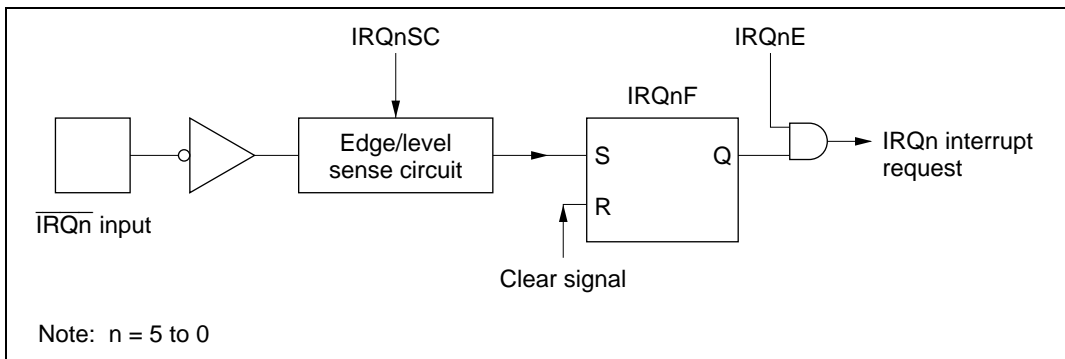 IRQnSC
IRQnE
IRQnF
Edge/level
sense circuit
S
Q
R
IRQn interrupt
request
IRQn input
Clear signal
Note: n = 5 to 0